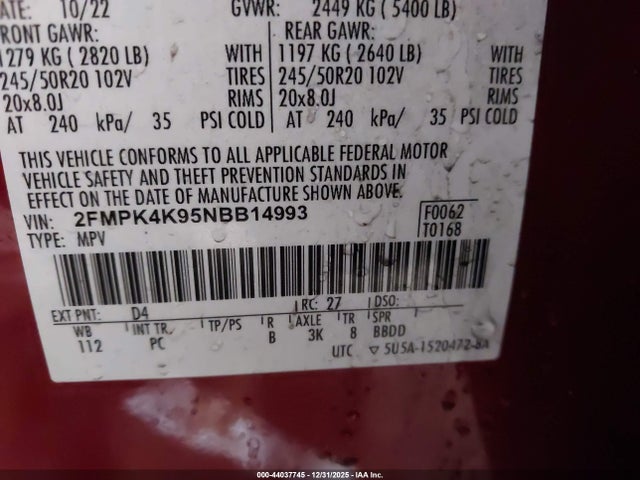 DATE: 10/22 GVWR: 2449 KG ( 5400 LB)
FRONT GAWR: REAR GAWR:
1279 KG ( 2820 LB) WITH 1197 KG ( 2640 LB) WITH
245/50R20 102V TIRES 245/50R20 102V TIRES
20x8.0J RIMS 20x8.0J RIMS
AT 240 kPa/ 35 PSI COLD AT 240 kPa/ 35 PSI COLD
THIS VEHICLE CONFORMS TO ALL APPLICABLE FEDERAL MOTOR
VEHICLE SAFETY AND THEFT PREVENTION STANDARDS IN
EFFECT ON THE DATE OF MANUFACTURE SHOWN ABOVE.
VIN: 2FMPK4K95NBB14993 F0062
TYPE: MPV T0168
EXT PNT: D4 RC: 27 DSO:
WB INT TR. TP/PS R AXLE TR SPR
112 PC B 3K 8 BBDD
UTC ▽ 5U5A-1520472-BA
000-44037745 - 12/31/2025 - IAA Inc.